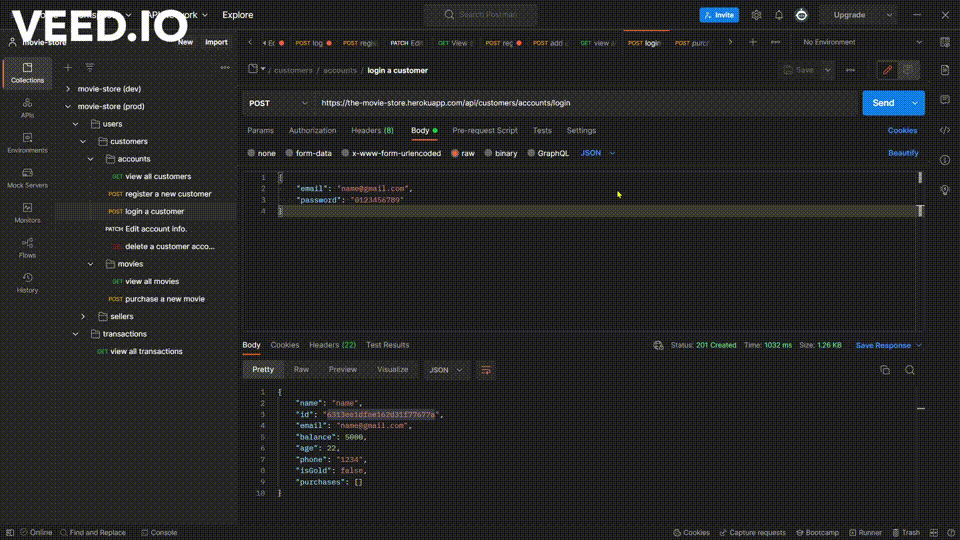 VEED.IO
Explore
Search Postman
Invite
Upgrade
movie-store
New
Import
POST log
POST regi
PATCH Edi
GET View
POST reg
POST add
GET view a
POST login
POST purc
No Environment
Collections
APIs
Environments
Mock Servers
Monitors
Flows
History
movie-store (dev)
movie-store (prod)
users
customers
accounts
GET view all customers
POST register a new customer
POST login a customer
PATCH Edit account info.
DEL delete a customer acco...
movies
GET view all movies
POST purchase a new movie
sellers
transactions
GET view all transactions
/ customers / accounts / login a customer
Save
POST
https://the-movie-store.herokuapp.com/api/customers/accounts/login
Send
Params Authorization Headers (8) Body Pre-request Script Tests Settings
Cookies
none form-data x-www-form-urlencoded raw binary GraphQL JSON
Beautify
1 {
2 "email": "name@gmail.com",
3 "password": "0123456789"
4 }
Body Cookies Headers (22) Test Results
Status: 201 Created Time: 1032 ms Size: 1.26 KB Save Response
Pretty Raw Preview Visualize JSON
1 {
2 "name": "name",
3 "id": "6313ee1dfae162d31f77677a",
4 "email": "name@gmail.com",
5 "balance": 5000,
6 "age": 22,
7 "phone": "1234",
8 "isGold": false,
9 "purchases": []
10 }
Online Find and Replace Console
Cookies Capture requests Bootcamp Runner Trash